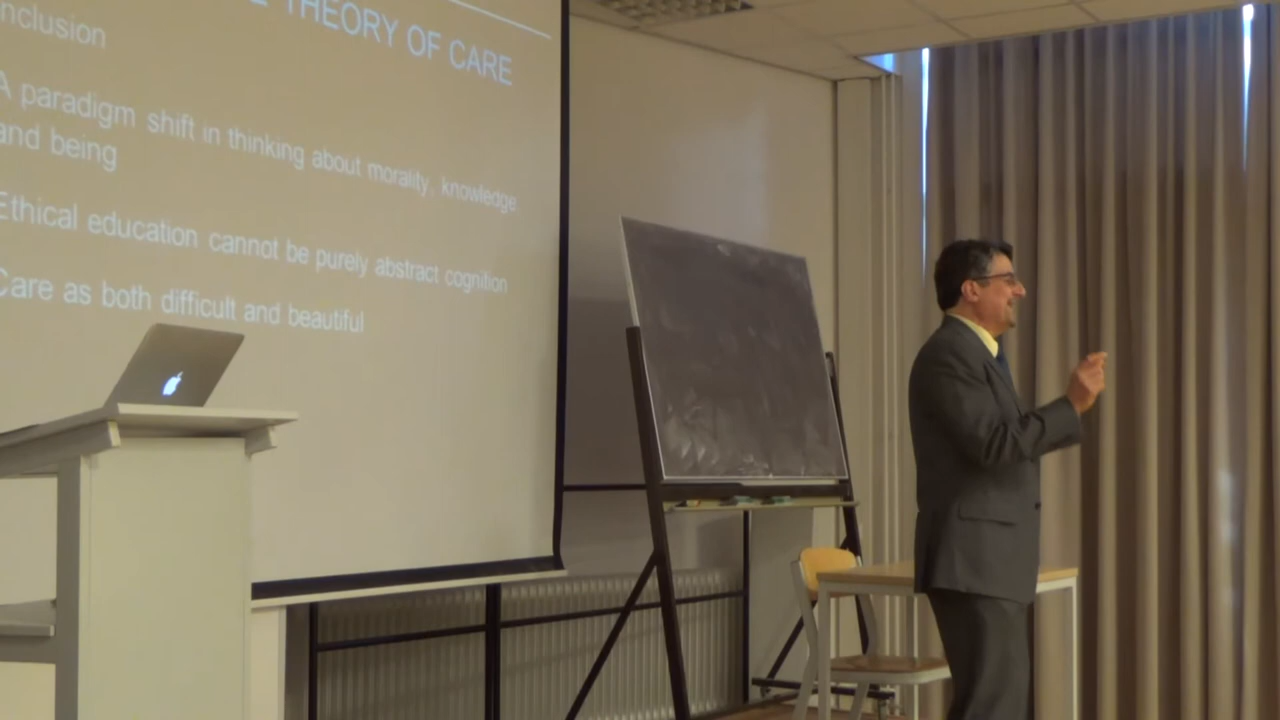 THEORY OF CARE
nclusion
A paradigm shift in thinking about morality, knowledge
and being
Ethical education cannot be purely abstract cognition
Care as both difficult and beautiful